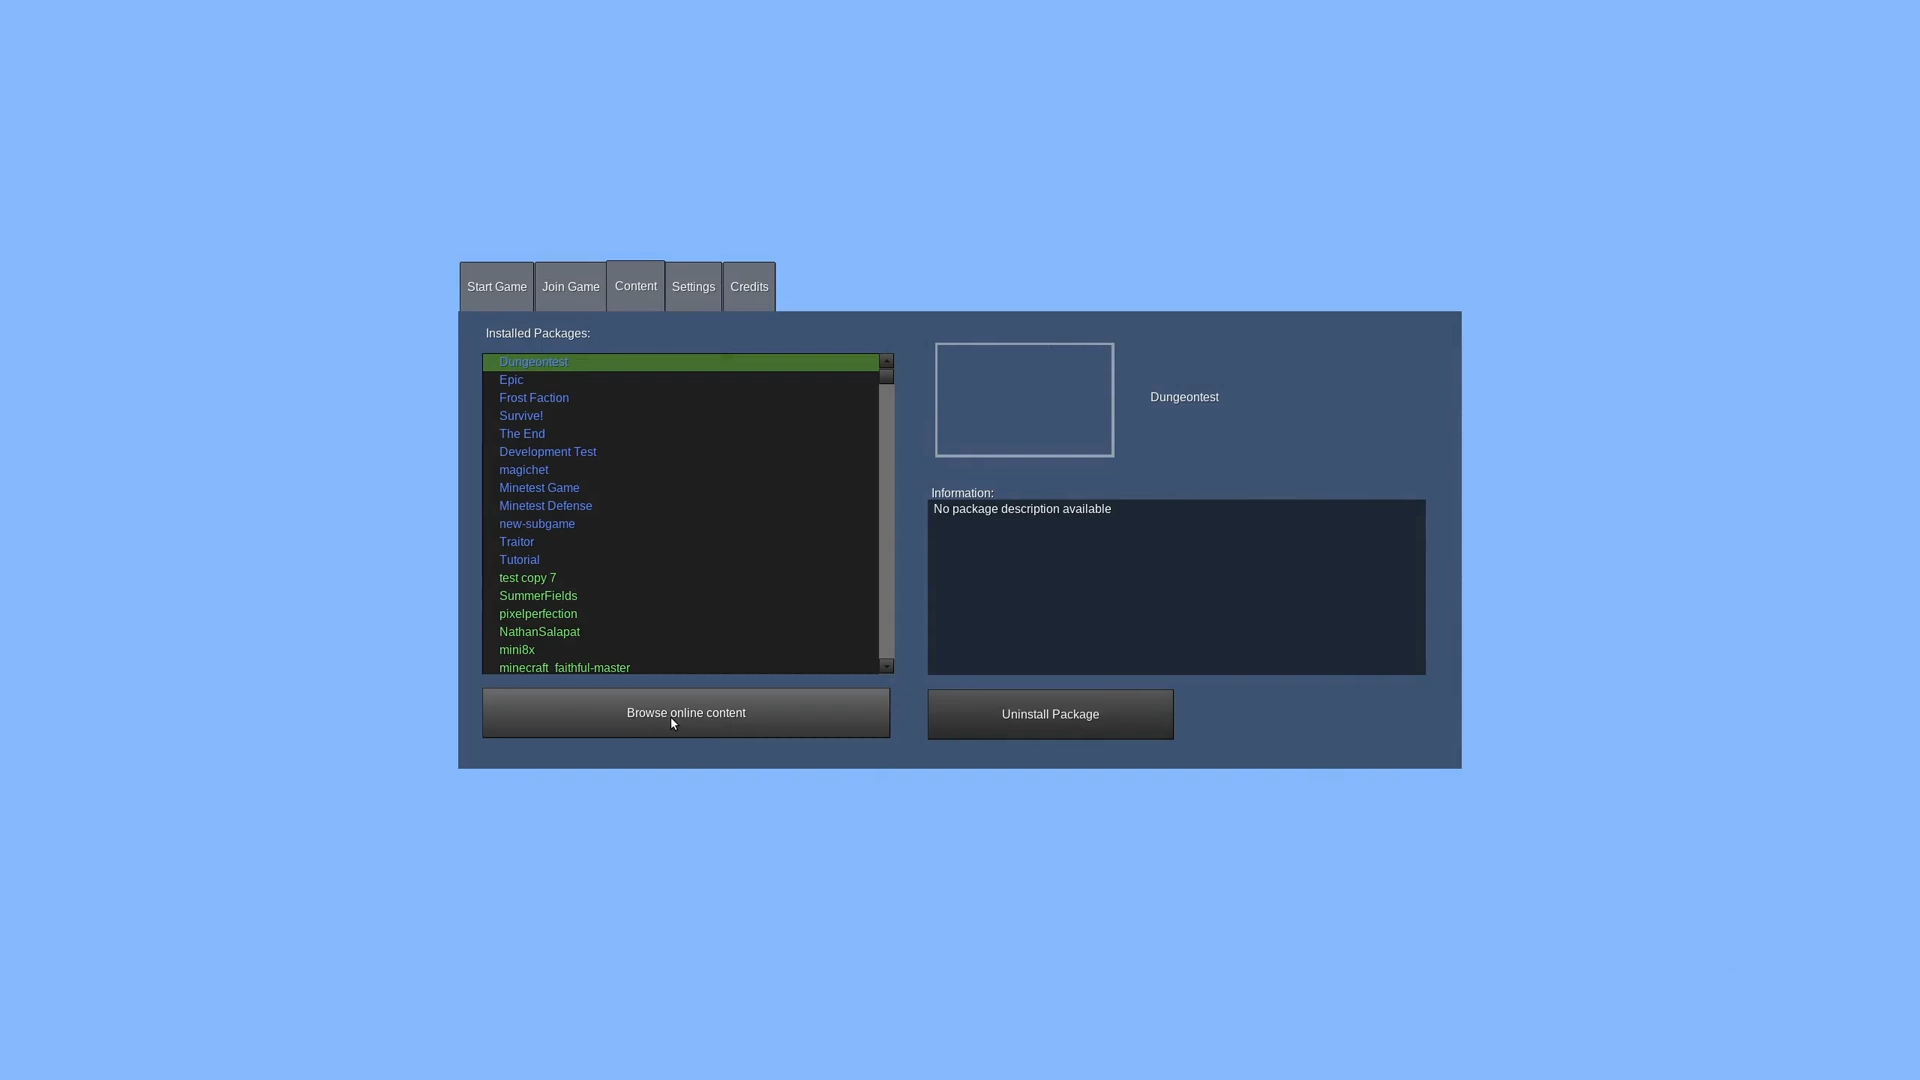 Start Game Join Game Content Settings Credits
Installed Packages:
Dungeontest
Epic
Frost Faction
Survive!
The End
Development Test
magichet
Minetest Game
Minetest Defense
new-subgame
Traitor
Tutorial
test copy 7
SummerFields
pixelperfection
NathanSalapat
mini8x
minecraft_faithful-master
Browse online content
Dungeontest
Information:
No package description available
Uninstall Package